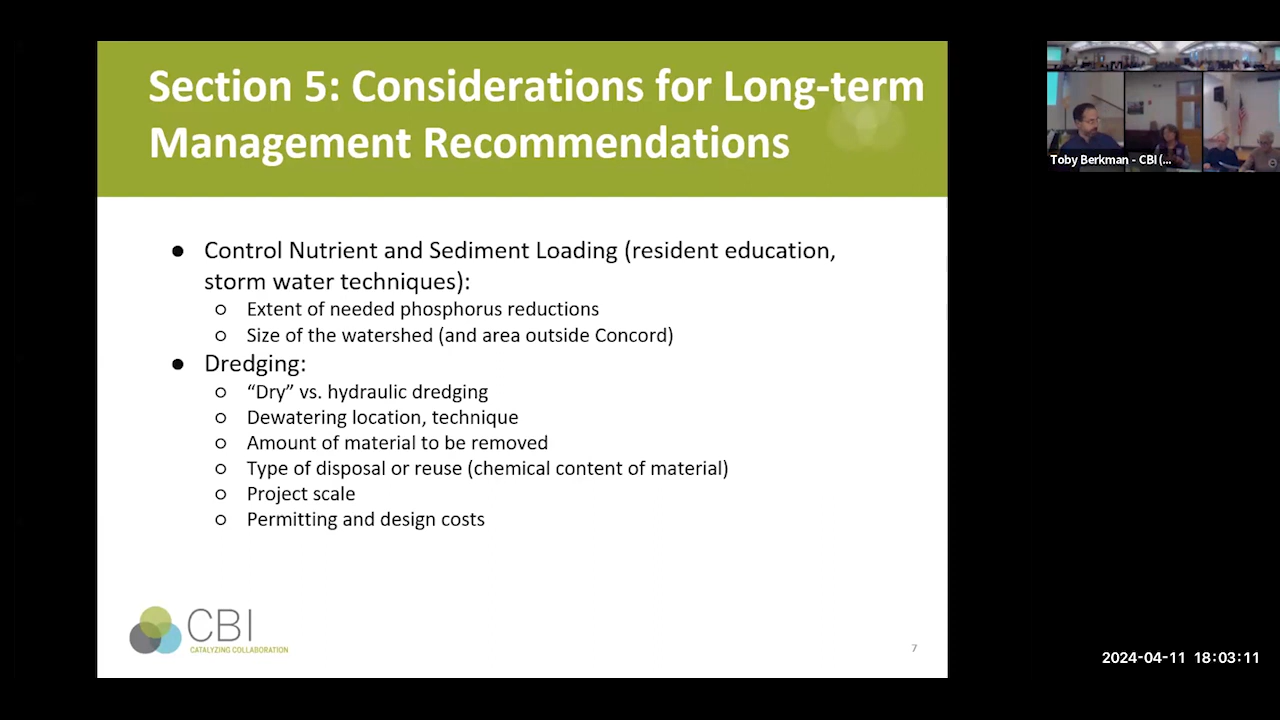 Section 5: Considerations for Long-term
Management Recommendations
● Control Nutrient and Sediment Loading (resident education,
storm water techniques):
○ Extent of needed phosphorus reductions
○ Size of the watershed (and area outside Concord)
● Dredging:
○ “Dry” vs. hydraulic dredging
○ Dewatering location, technique
○ Amount of material to be removed
○ Type of disposal or reuse (chemical content of material)
○ Project scale
○ Permitting and design costs
CBI
CATALYZING COLLABORATION
7
Toby Berkman - CBI (...
2024-04-11 18:03:11